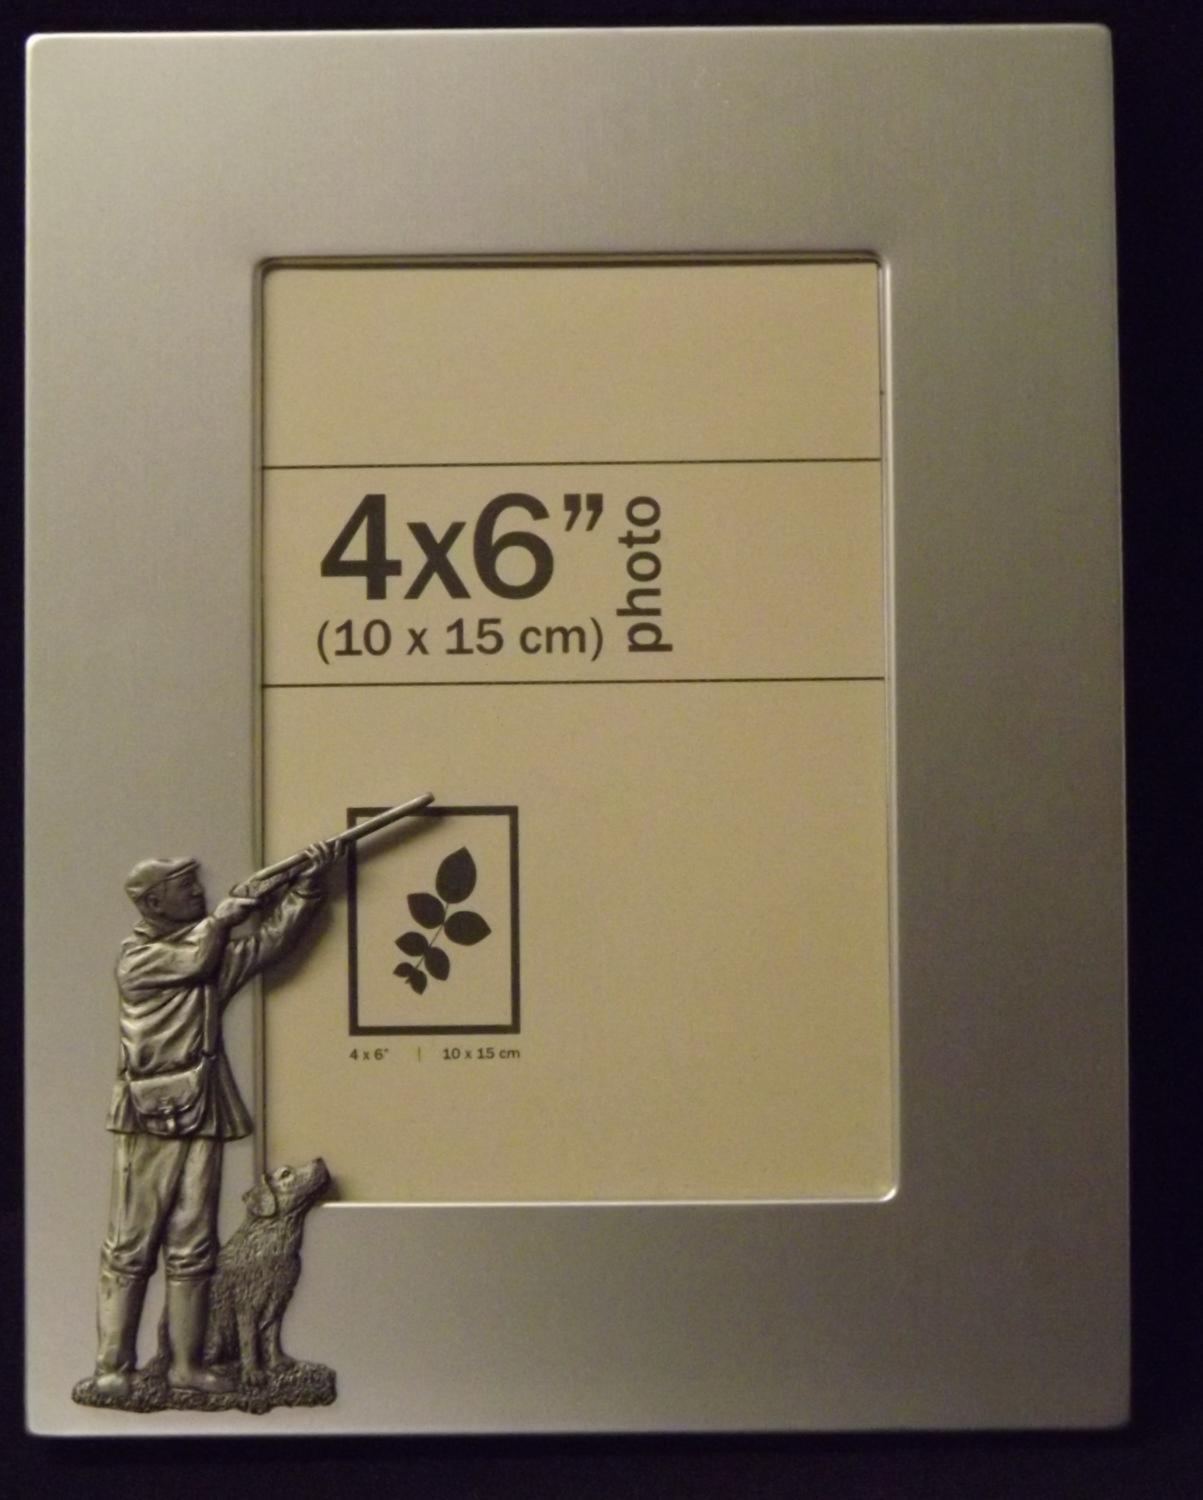 4x6” photo
(10 x 15 cm)
4 x 6" | 10 x 15 cm